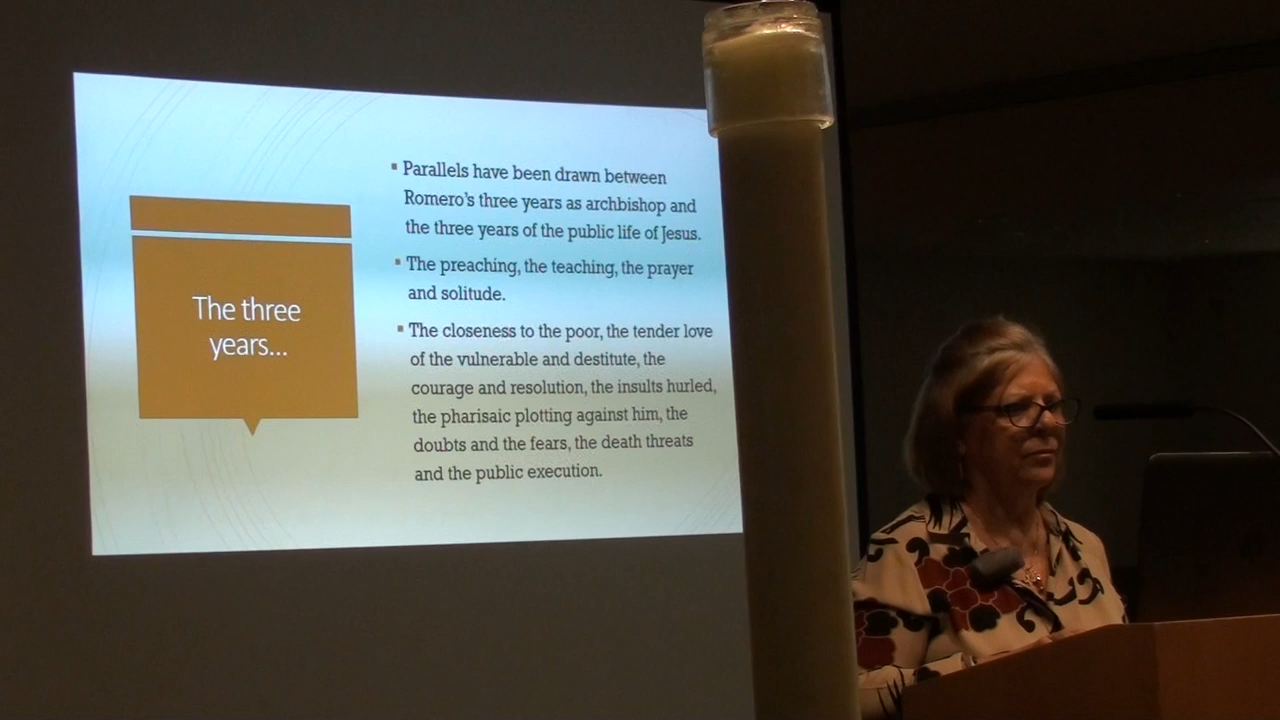 The three
years...
▪ Parallels have been drawn between
Romero's three years as archbishop and
the three years of the public life of Jesus.
▪ The preaching, the teaching, the prayer
and solitude.
▪ The closeness to the poor, the tender love
of the vulnerable and destitute, the
courage and resolution, the insults hurled,
the pharisaic plotting against him, the
doubts and the fears, the death threats
and the public execution.